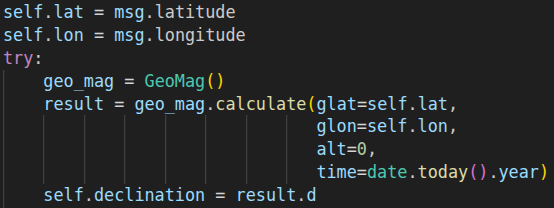 self.lat = msg.latitude
self.lon = msg.longitude
try:
    geo_mag = GeoMag()
    result = geo_mag.calculate(glat=self.lat,
                               glon=self.lon,
                               alt=0,
                               time=date.today().year)
    self.declination = result.d